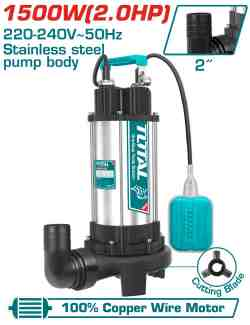 1500W(2.0HP)
220-240V~50Hz
Stainless steel
pump body
2"
TOTAL
Cutting Blade
100% Copper Wire Motor